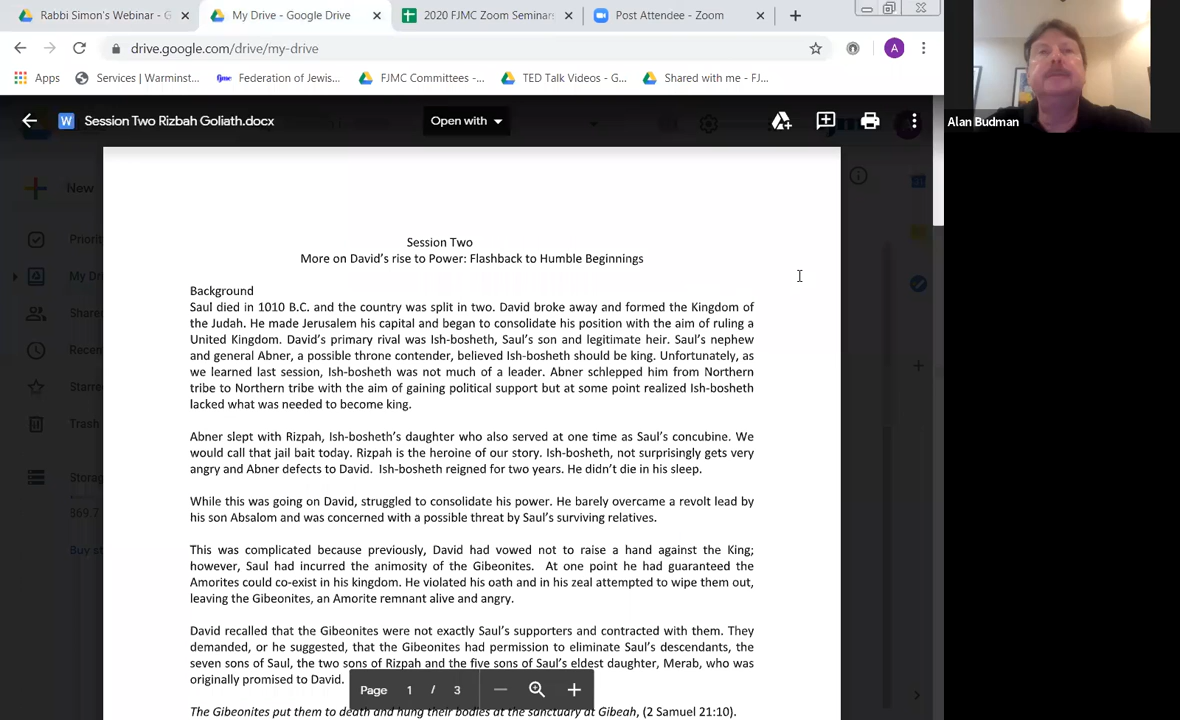 Rabbi Simon's Webinar - G
My Drive - Google Drive
2020 FJMC Zoom Seminars
Post Attendee - Zoom
drive.google.com/drive/my-drive
A
Apps
Services | Warminst...
fjmc
Federation of Jewis...
FJMC Committees -...
TED Talk Videos - G...
Shared with me - FJ...
W
Session Two Rizbah Goliath.docx
Open with
Alan Budman
New
Priorit
My Dr
Share
Recen
Starre
Trash
Storag
869.7
Buy st
Session Two
More on David's rise to Power: Flashback to Humble Beginnings
Background
Saul died in 1010 B.C. and the country was split in two. David broke away and formed the Kingdom of
the Judah. He made Jerusalem his capital and began to consolidate his position with the aim of ruling a
United Kingdom. David's primary rival was Ish-bosheth, Saul's son and legitimate heir. Saul's nephew
and general Abner, a possible throne contender, believed Ish-bosheth should be king. Unfortunately, as
we learned last session, Ish-bosheth was not much of a leader. Abner schlepped him from Northern
tribe to Northern tribe with the aim of gaining political support but at some point realized Ish-bosheth
lacked what was needed to become king.
Abner slept with Rizpah, Ish-bosheth's daughter who also served at one time as Saul's concubine. We
would call that jail bait today. Rizpah is the heroine of our story. Ish-bosheth, not surprisingly gets very
angry and Abner defects to David. Ish-bosheth reigned for two years. He didn't die in his sleep.
While this was going on David, struggled to consolidate his power. He barely overcame a revolt lead by
his son Absalom and was concerned with a possible threat by Saul's surviving relatives.
This was complicated because previously, David had vowed not to raise a hand against the King;
however, Saul had incurred the animosity of the Gibeonites. At one point he had guaranteed the
Amorites could co-exist in his kingdom. He violated his oath and in his zeal attempted to wipe them out,
leaving the Gibeonites, an Amorite remnant alive and angry.
David recalled that the Gibeonites were not exactly Saul's supporters and contracted with them. They
demanded, or he suggested, that the Gibeonites had permission to eliminate Saul's descendants, the
seven sons of Saul, the two sons of Rizpah and the five sons of Saul's eldest daughter, Merab, who was
originally promised to David.
Page 1 / 3
The Gibeonites put them to death and hung their bodies at the sanctuary at Gibeah, (2 Samuel 21:10).